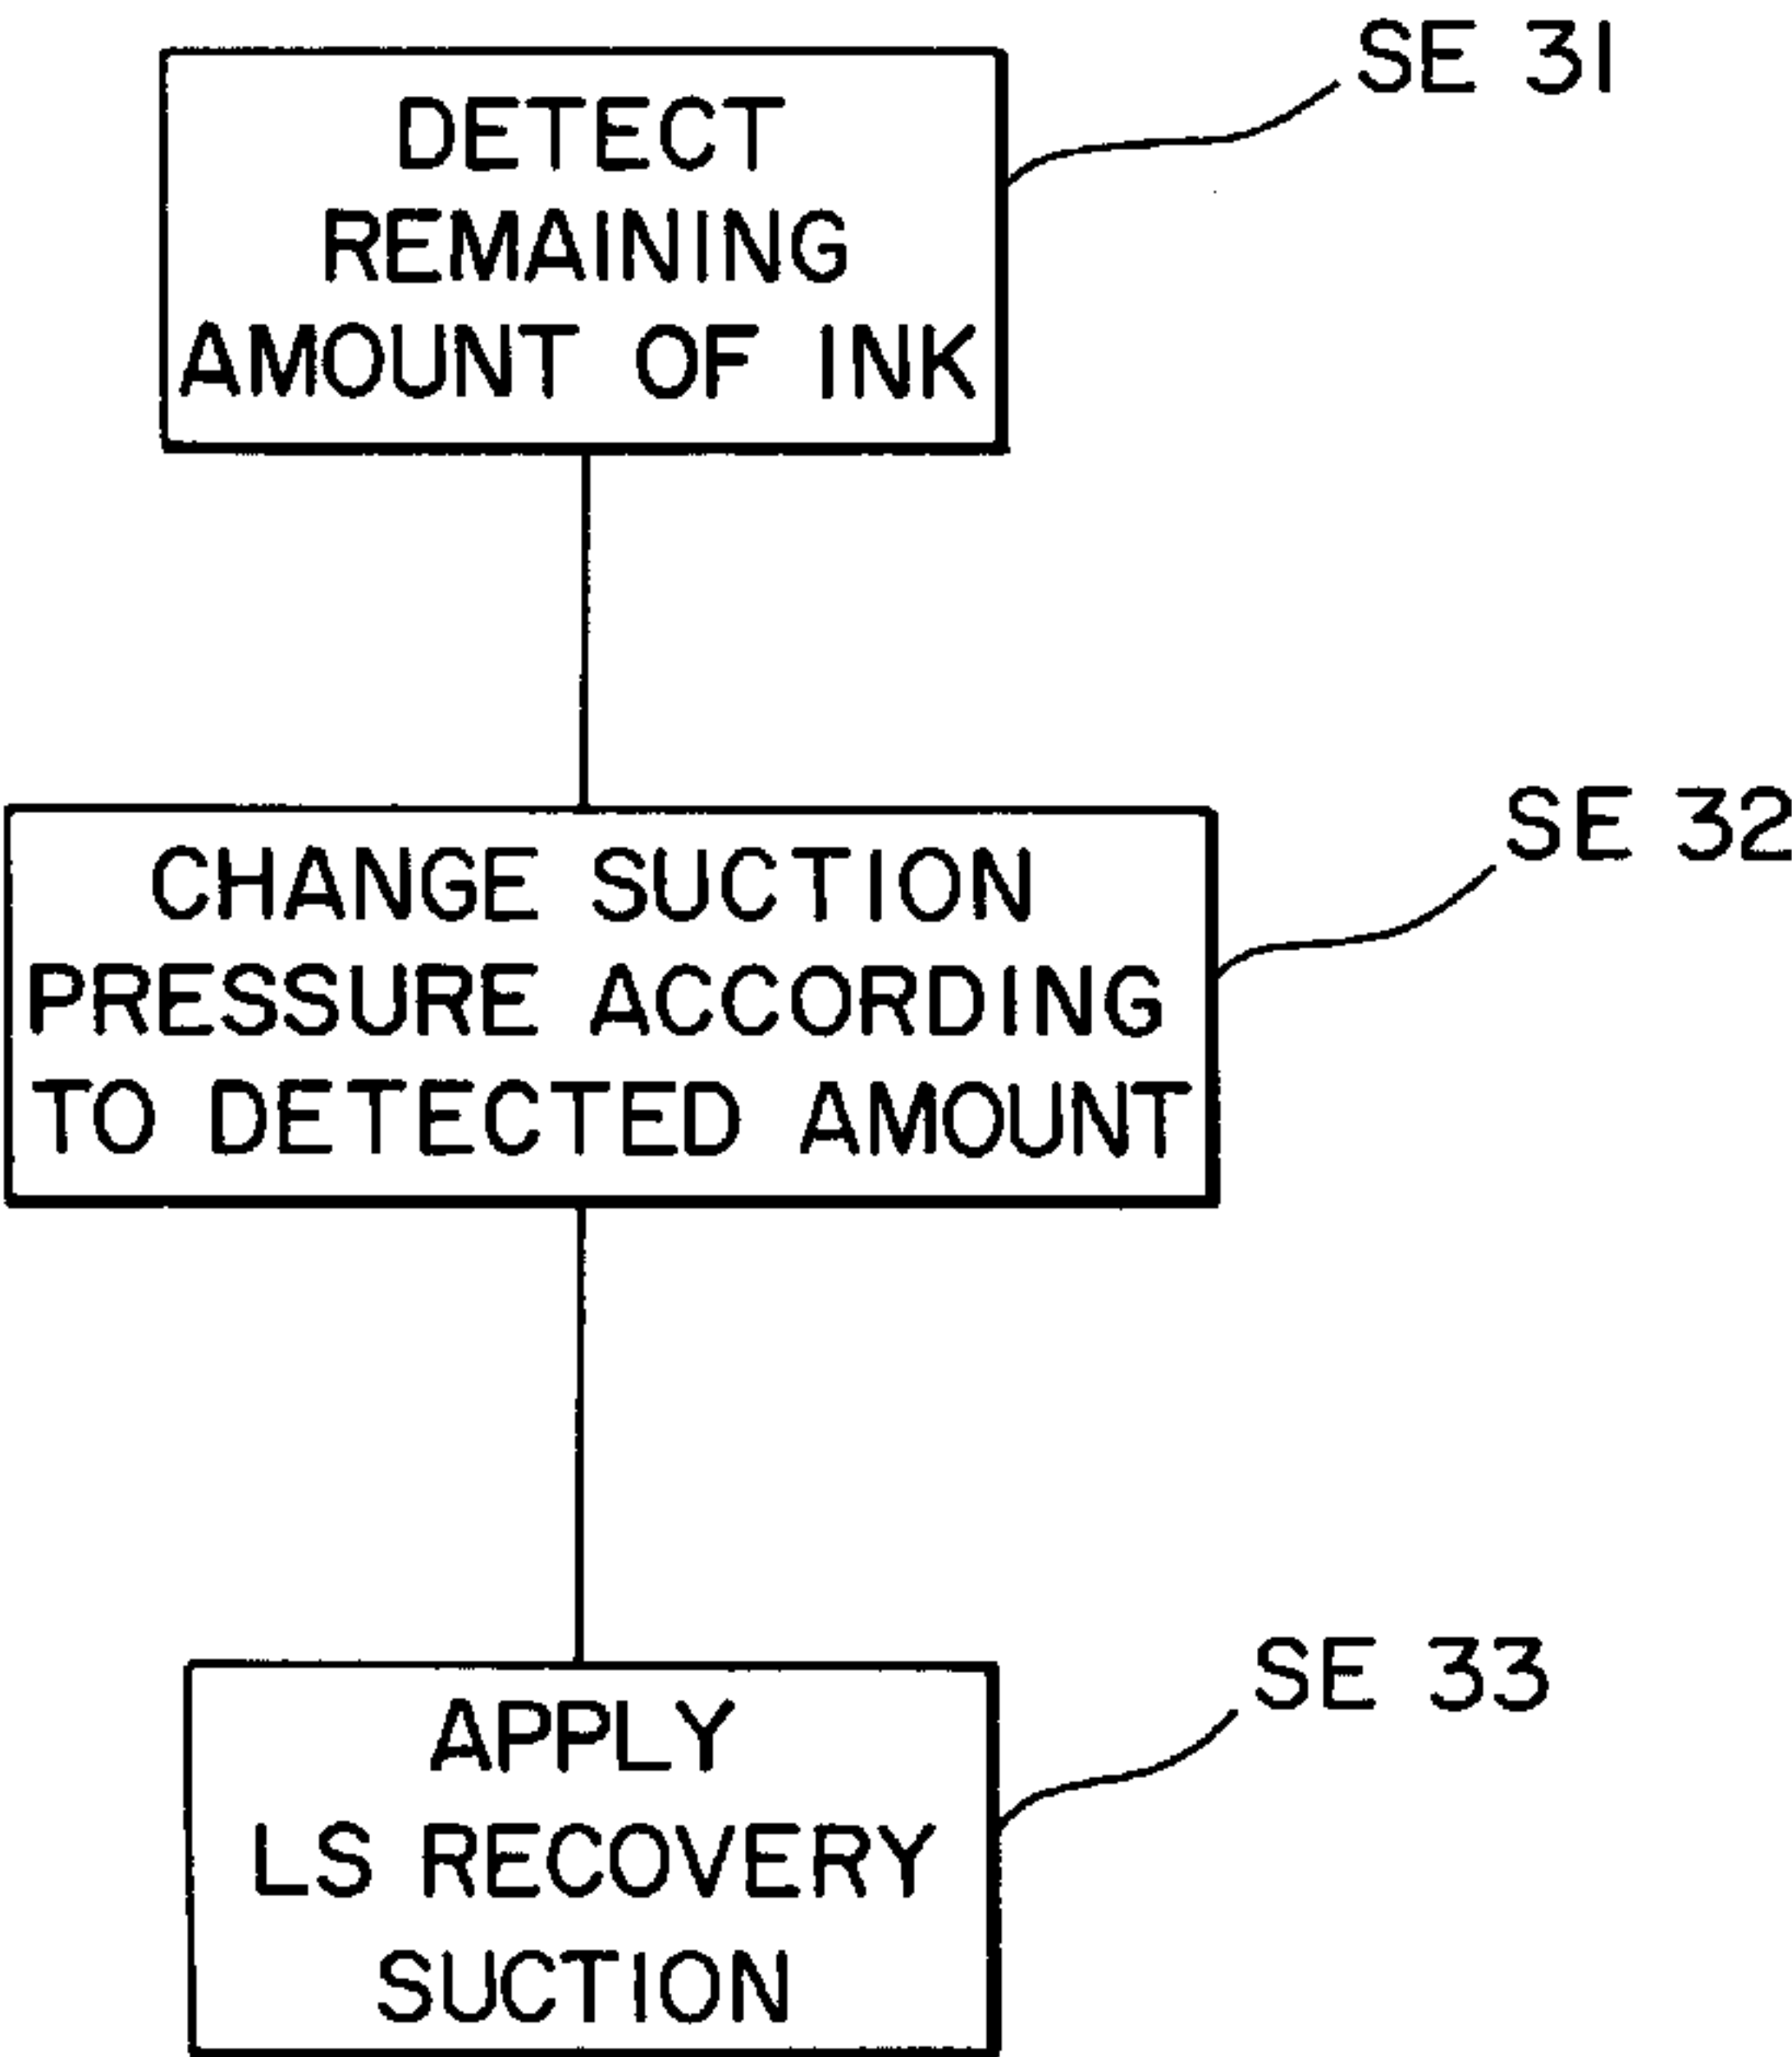 SE 31
DETECT
REMAINING
AMOUNT OF INK
SE 32
CHANGE SUCTION
PRESSURE ACCORDING
TO DETECTED AMOUNT
SE 33
APPLY
LS RECOVERY
SUCTION